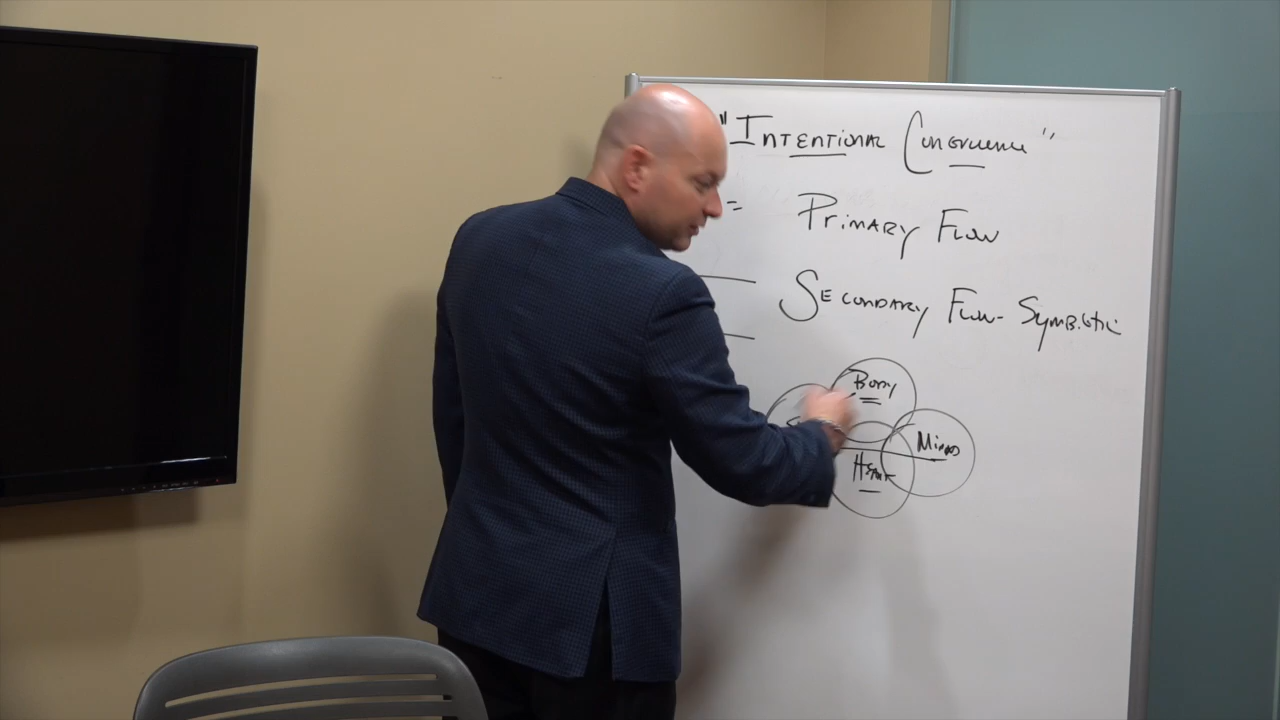 "INTENTIONAL CONGRUENCE"
= PRIMARY FLOW
SECONDARY FLOW - SYMBIOTIC
BODY
MIND
HEART